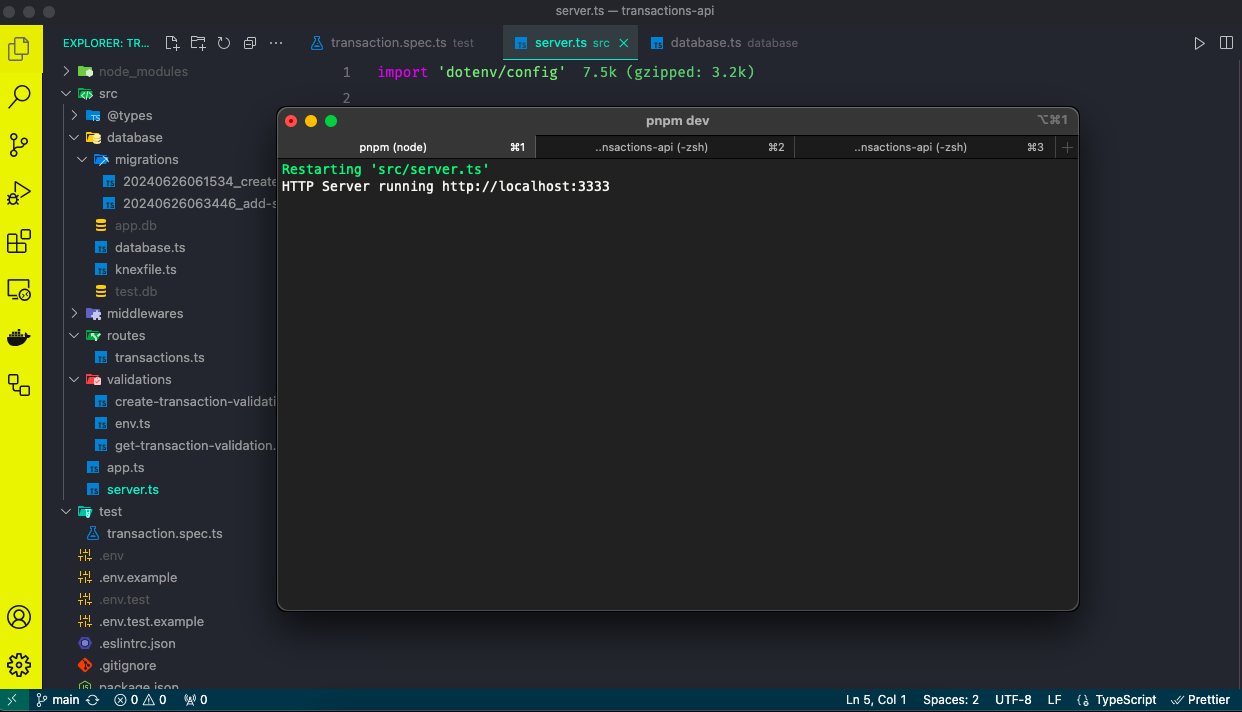 server.ts — transactions-api
EXPLORER: TR...
transaction.spec.ts test
server.ts src
database.ts database
node_modules
src
@types
database
migrations
20240626061534_create
20240626063446_add-s
app.db
database.ts
knexfile.ts
test.db
middlewares
routes
transactions.ts
validations
create-transaction-validati
env.ts
get-transaction-validation.
app.ts
server.ts
test
transaction.spec.ts
.env
.env.example
.env.test
.env.test.example
.eslintrc.json
.gitignore
package.json
1 import 'dotenv/config' 7.5k (gzipped: 3.2k)
2
pnpm dev
⌥⌘1
pnpm (node) ⌘1
..nsactions-api (-zsh) ⌘2
..nsactions-api (-zsh) ⌘3
Restarting 'src/server.ts'
HTTP Server running http://localhost:3333
main 0 0 0
Ln 5, Col 1 Spaces: 2 UTF-8 LF {} TypeScript Prettier